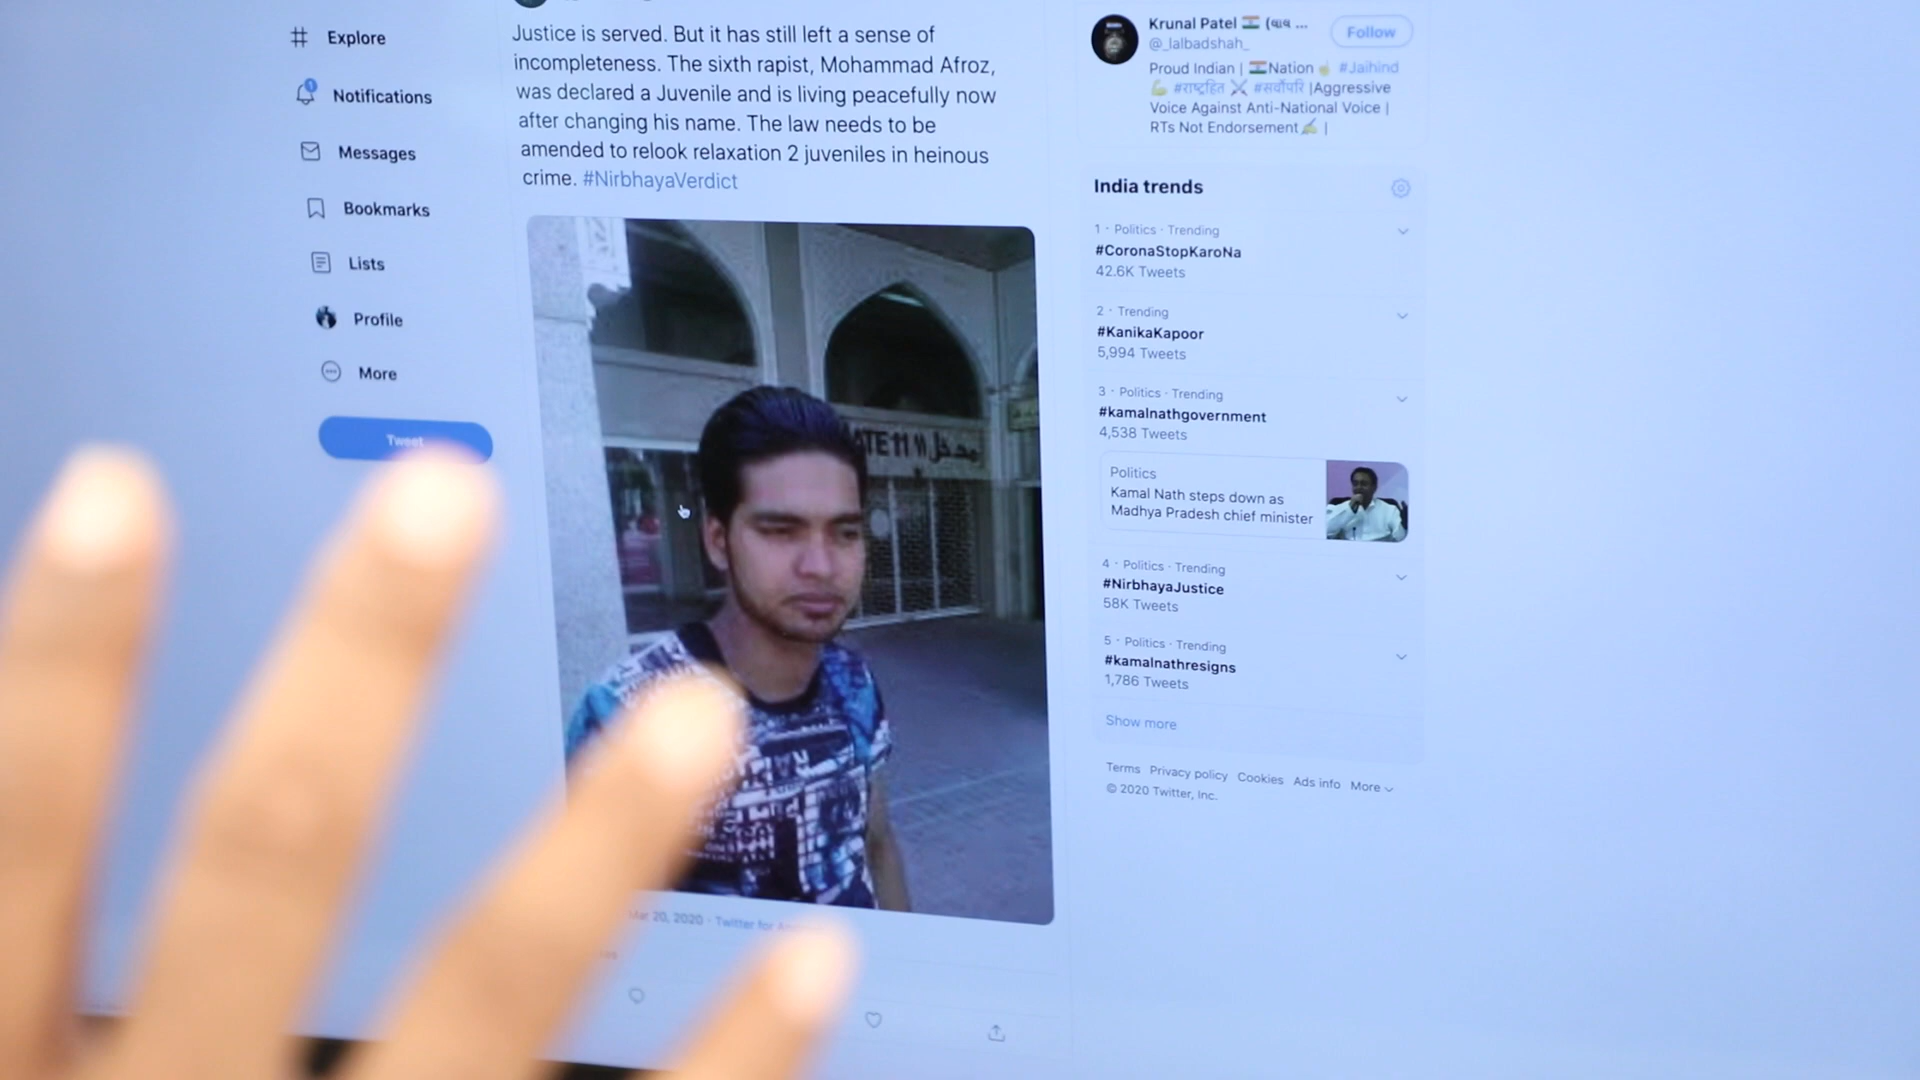 Explore
Notifications
Messages
Bookmarks
Lists
Profile
More
Tweet
Justice is served. But it has still left a sense of
incompleteness. The sixth rapist, Mohammad Afroz,
was declared a Juvenile and is living peacefully now
after changing his name. The law needs to be
amended to relook relaxation 2 juveniles in heinous
crime. #NirbhayaVerdict
GATE 11 مدخل ١١
Mar 20, 2020 · Twitter for
Krunal Patel
@_lalbadshah_
Follow
Proud Indian | Nation #Jaihind
#राष्ट्रहित #सर्वोपरि |Aggressive
Voice Against Anti-National Voice |
RTs Not Endorsement |
India trends
1 · Politics · Trending
#CoronaStopKaroNa
42.6K Tweets
2 · Trending
#KanikaKapoor
5,994 Tweets
3 · Politics · Trending
#kamalnathgovernment
4,538 Tweets
Politics
Kamal Nath steps down as
Madhya Pradesh chief minister
4 · Politics · Trending
#NirbhayaJustice
58K Tweets
5 · Politics · Trending
#kamalnathresigns
1,786 Tweets
Show more
Terms Privacy policy Cookies Ads info More
© 2020 Twitter, Inc.